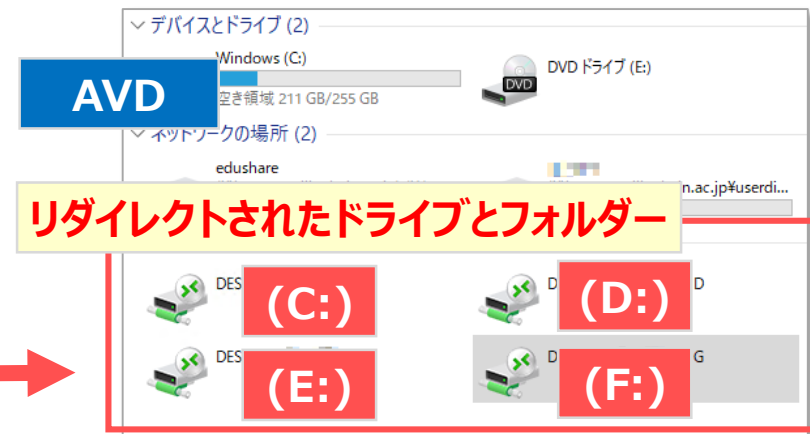 デバイスとドライブ (2)
Windows (C:)
空き領域 211 GB/255 GB
DVD ドライブ (E:)
DVD
AVD
ネットワークの場所 (2)
edushare
n.ac.jp¥userdi...
リダイレクトされたドライブとフォルダー
DES
(C:)
D
(D:)
D
DES
(E:)
D
(F:)
G